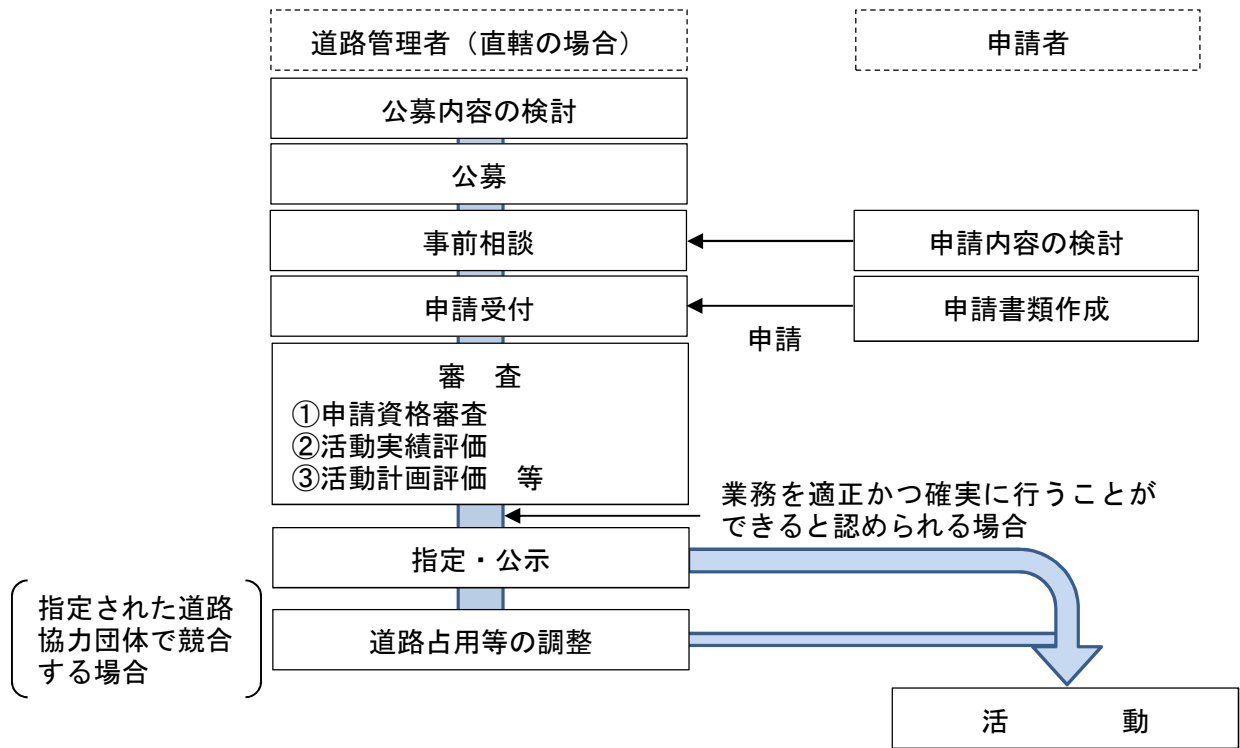 道路管理者（直轄の場合）
申請者
公募内容の検討
公募
事前相談
申請内容の検討
申請受付
申請書類作成
申請
審　査
①申請資格審査
②活動実績評価
③活動計画評価　等
業務を適正かつ確実に行うことが
できると認められる場合
指定・公示
指定された道路
協力団体で競合
する場合
道路占用等の調整
活　　　動